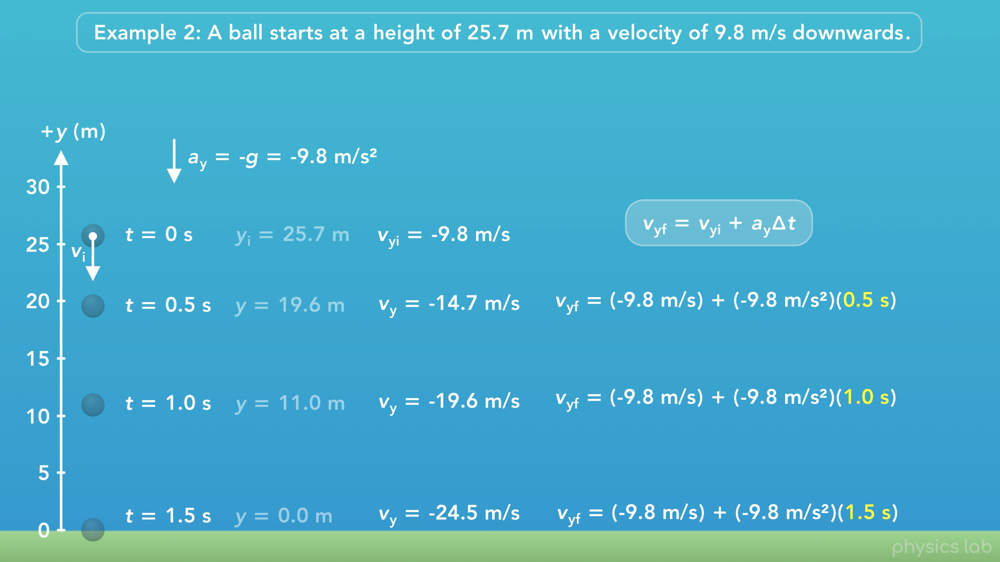 Example 2: A ball starts at a height of 25.7 m with a velocity of 9.8 m/s downwards.
+y (m)
a_y = -g = -9.8 m/s²
30
v_yf = v_yi + a_yΔt
t = 0 s y_i = 25.7 m v_yi = -9.8 m/s
25
v_i
20
t = 0.5 s y = 19.6 m v_y = -14.7 m/s v_yf = (-9.8 m/s) + (-9.8 m/s²)(0.5 s)
15
t = 1.0 s y = 11.0 m v_y = -19.6 m/s v_yf = (-9.8 m/s) + (-9.8 m/s²)(1.0 s)
10
5
t = 1.5 s y = 0.0 m v_y = -24.5 m/s v_yf = (-9.8 m/s) + (-9.8 m/s²)(1.5 s)
0
physics lab